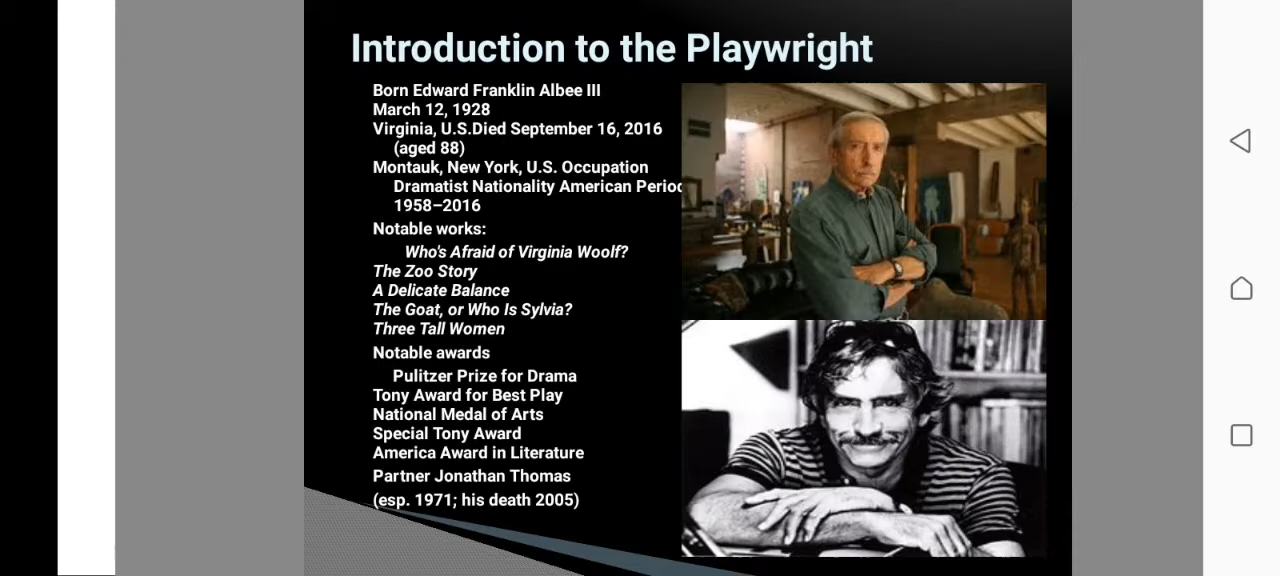 Introduction to the Playwright
Born Edward Franklin Albee III
March 12, 1928
Virginia, U.S.Died September 16, 2016
(aged 88)
Montauk, New York, U.S. Occupation
Dramatist Nationality American Perio
1958–2016
Notable works:
Who's Afraid of Virginia Woolf?
The Zoo Story
A Delicate Balance
The Goat, or Who Is Sylvia?
Three Tall Women
Notable awards
Pulitzer Prize for Drama
Tony Award for Best Play
National Medal of Arts
Special Tony Award
America Award in Literature
Partner Jonathan Thomas
(esp. 1971; his death 2005)